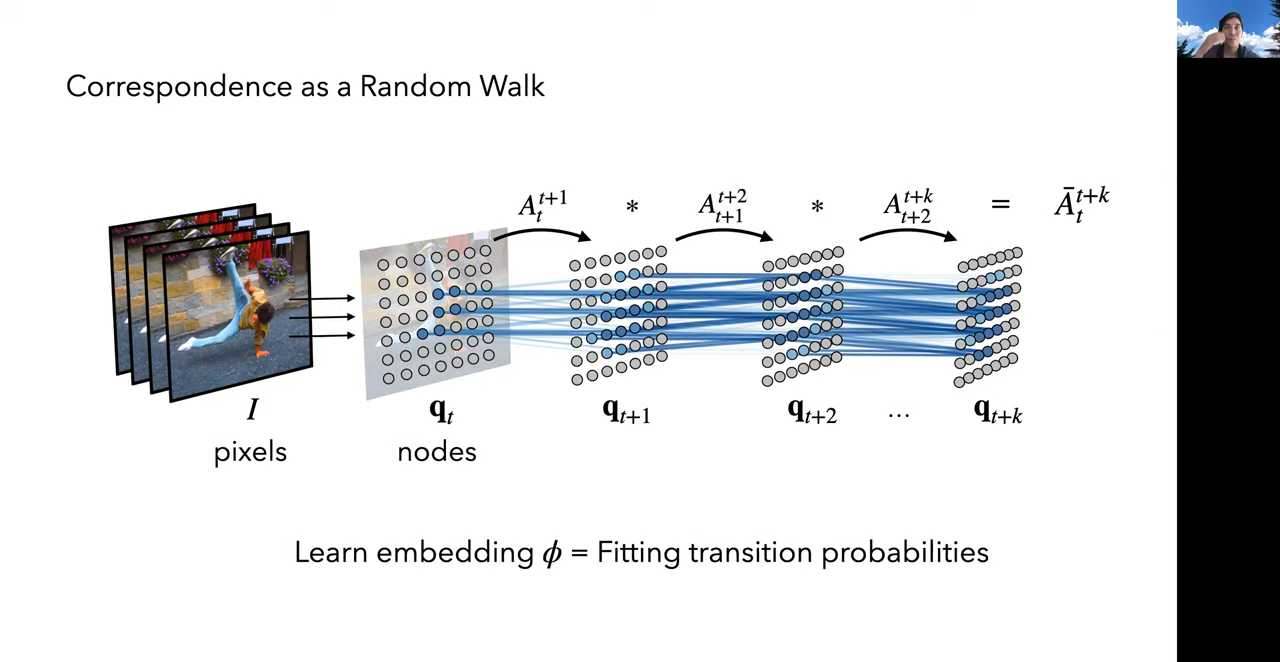 Correspondence as a Random Walk
A_t^{t+1} * A_{t+1}^{t+2} * A_{t+2}^{t+k} = Ā_t^{t+k}
I q_t q_{t+1} q_{t+2} … q_{t+k}
pixels nodes
Learn embedding ϕ = Fitting transition probabilities